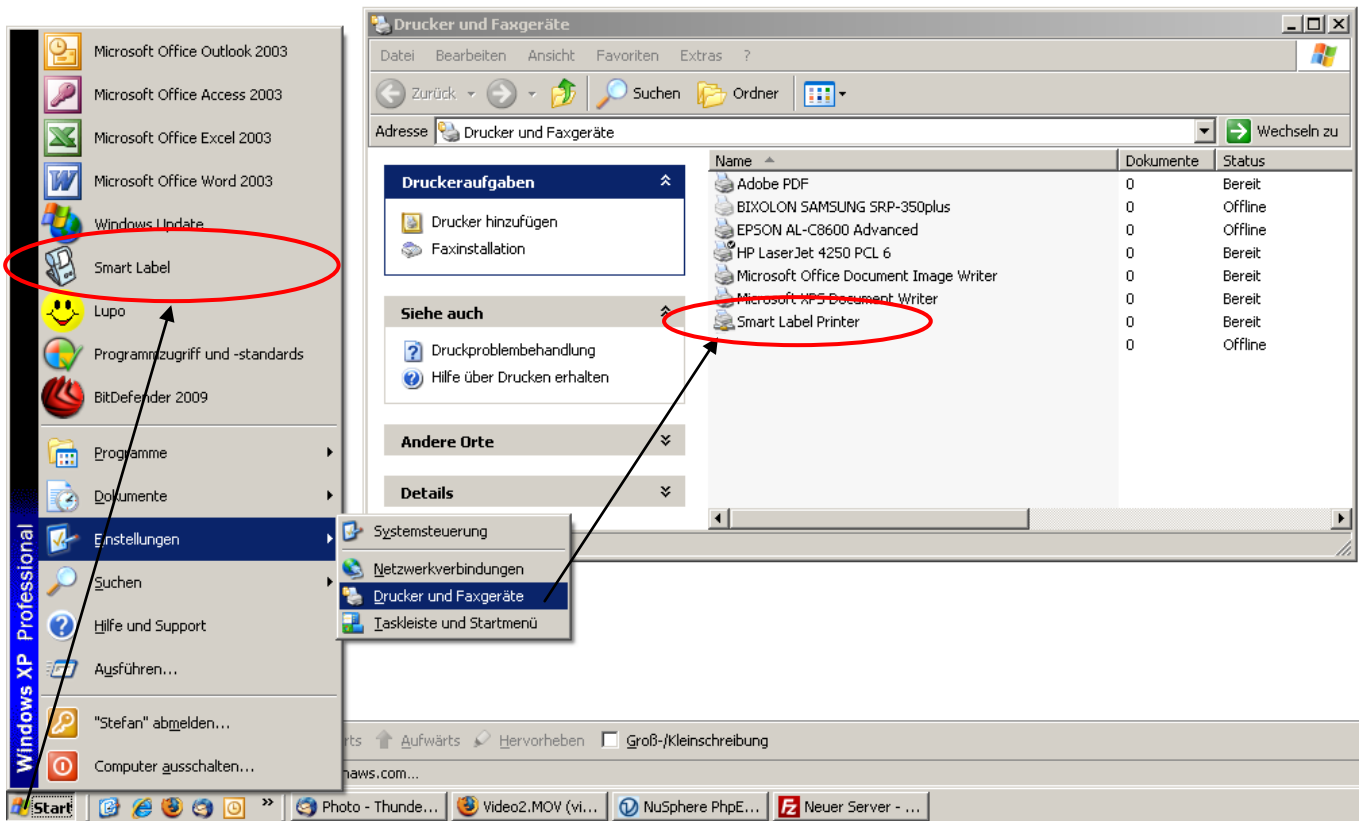 Microsoft Office Outlook 2003
Microsoft Office Access 2003
Microsoft Office Excel 2003
Microsoft Office Word 2003
Windows Update
Smart Label
Lupo
Programmzugriff und -standards
BitDefender 2009
Programme
Dokumente
Einstellungen
Suchen
Hilfe und Support
Ausführen...
"Stefan" abmelden...
Computer ausschalten...
Windows XP Professional
Systemsteuerung
Netzwerkverbindungen
Drucker und Faxgeräte
Taskleiste und Startmenü
Drucker und Faxgeräte
Datei Bearbeiten Ansicht Favoriten Extras ?
Zurück Suchen Ordner
Adresse Drucker und Faxgeräte Wechseln zu
Druckeraufgaben
Drucker hinzufügen
Faxinstallation
Siehe auch
Druckproblembehandlung
Hilfe über Drucken erhalten
Andere Orte
Details
Name Dokumente Status
Adobe PDF 0 Bereit
BIXOLON SAMSUNG SRP-350plus 0 Offline
EPSON AL-C8600 Advanced 0 Offline
HP LaserJet 4250 PCL 6 0 Bereit
Microsoft Office Document Image Writer 0 Bereit
Microsoft XPS Document Writer 0 Bereit
Smart Label Printer 0 Bereit
0 Offline
rts Aufwärts Hervorheben Groß-/Kleinschreibung
naws.com...
Start » Photo - Thunde... Video2.MOV (vi... NuSphere PhpE... Neuer Server - ...